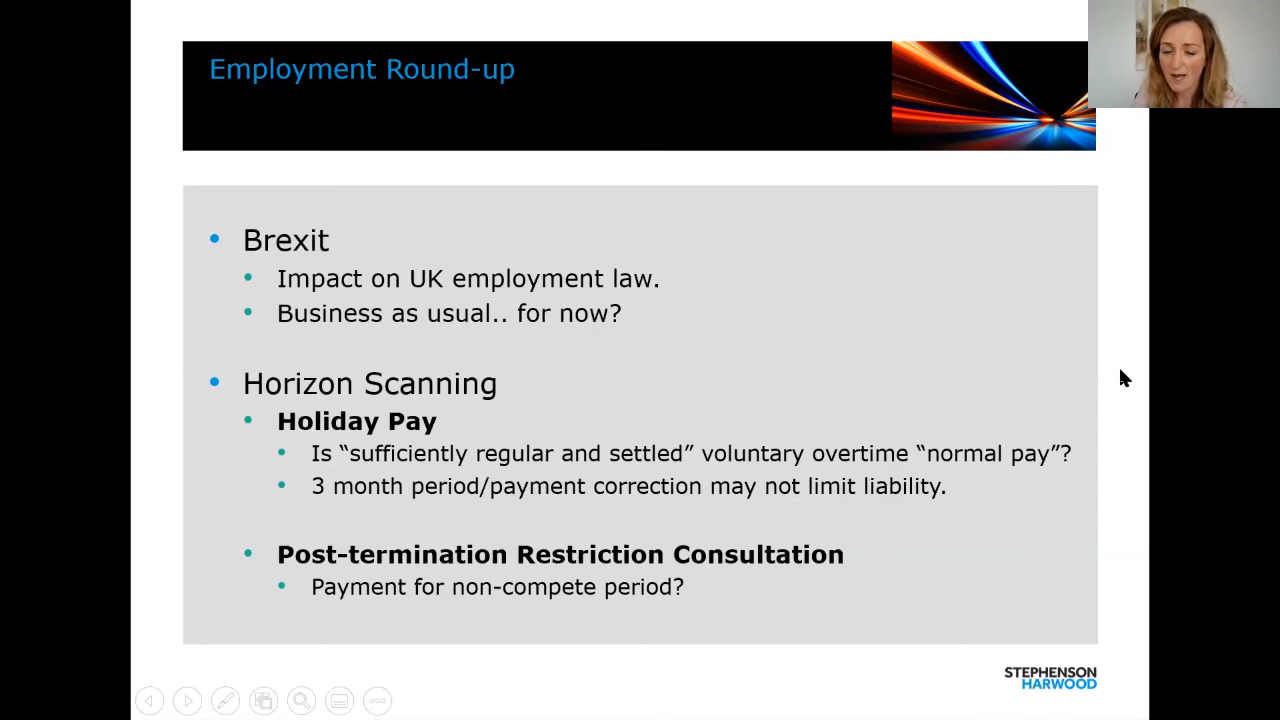 Employment Round-up
Brexit
Impact on UK employment law.
Business as usual.. for now?
Horizon Scanning
Holiday Pay
Is “sufficiently regular and settled” voluntary overtime “normal pay”?
3 month period/payment correction may not limit liability.
Post-termination Restriction Consultation
Payment for non-compete period?
STEPHENSON
HARWOOD